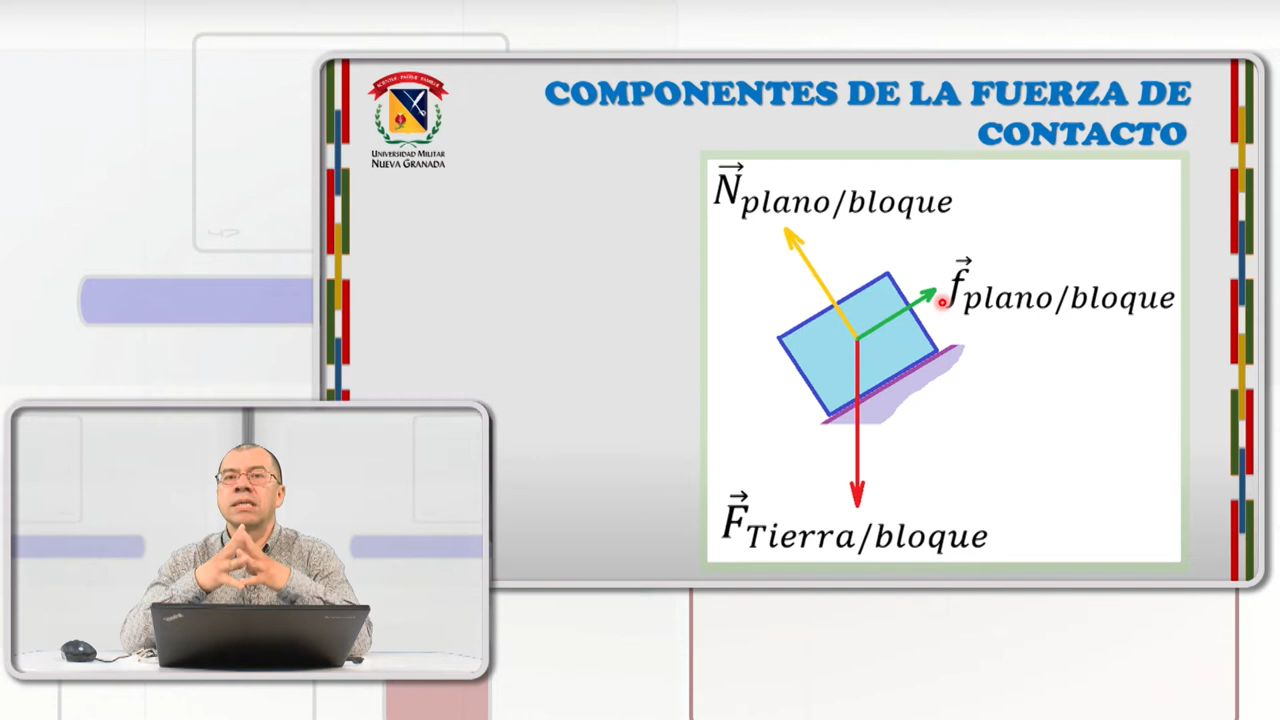 COMPONENTES DE LA FUERZA DE
CONTACTO
UNIVERSIDAD MILITAR
NUEVA GRANADA
N⃗ plano/bloque
f⃗ plano/bloque
F⃗ Tierra/bloque